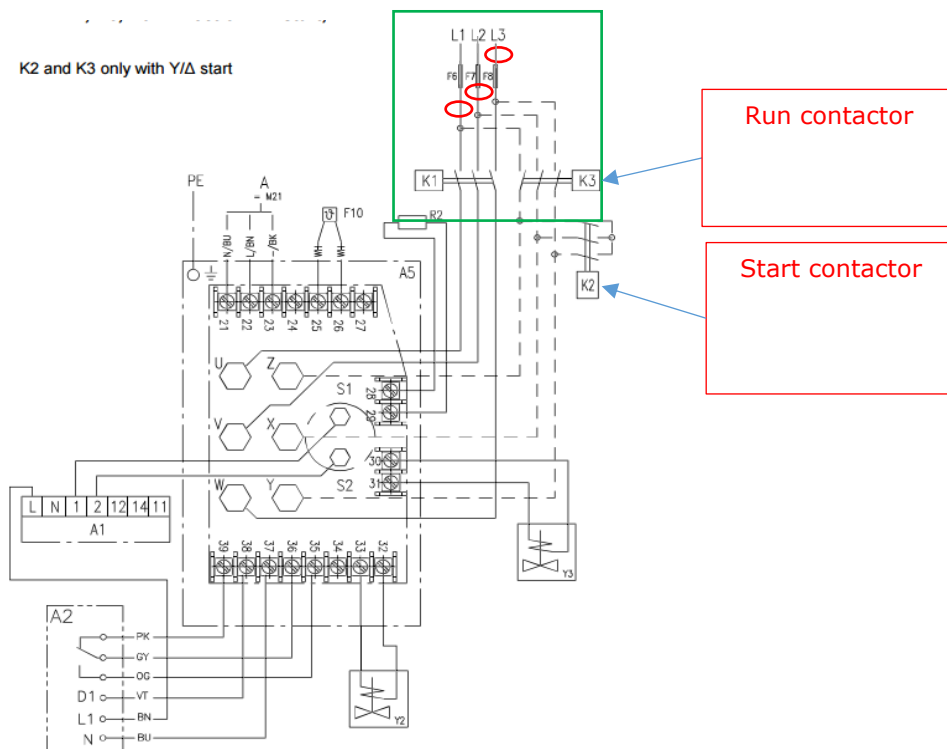 K2 and K3 only with Y/Δ start
L1 L2 L3
F6 F7 F8
Run contactor
K1 K3
PE
A
- M21
F10
R2
BU/N
BN/L
BK/-
WH
WH
A5
K2
Start contactor
21 22 23 24 25 26 27
U Z
S1
28
29
V X
30
31
S2
W Y
L N 1 2 12 14 11
A1
39 38 37 36 35 34 33 32
Y3
A2
PK
GY
OG
D1 VT
L1 BN
N BU
Y2